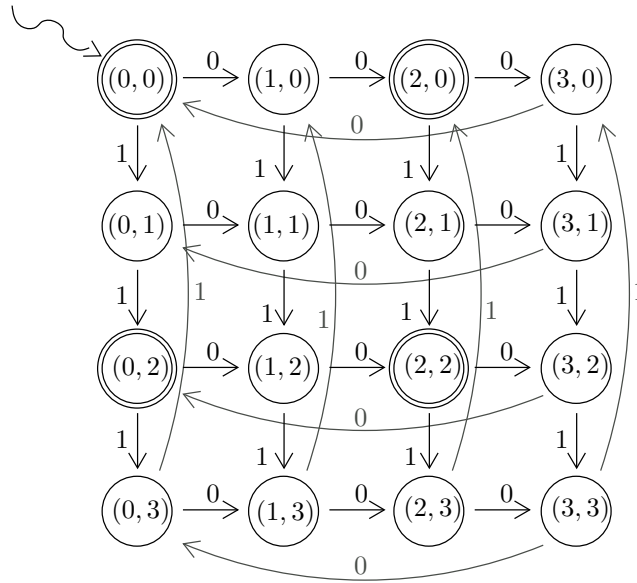 0 0 0
(0, 0) (1, 0) (2, 0) (3, 0)
0
1 1 1 1
0 0 0
(0, 1) (1, 1) (2, 1) (3, 1)
0
1 1 1 1
1 1 1 1
0 0 0
(0, 2) (1, 2) (2, 2) (3, 2)
0
1 1 1 1
0 0 0
(0, 3) (1, 3) (2, 3) (3, 3)
0